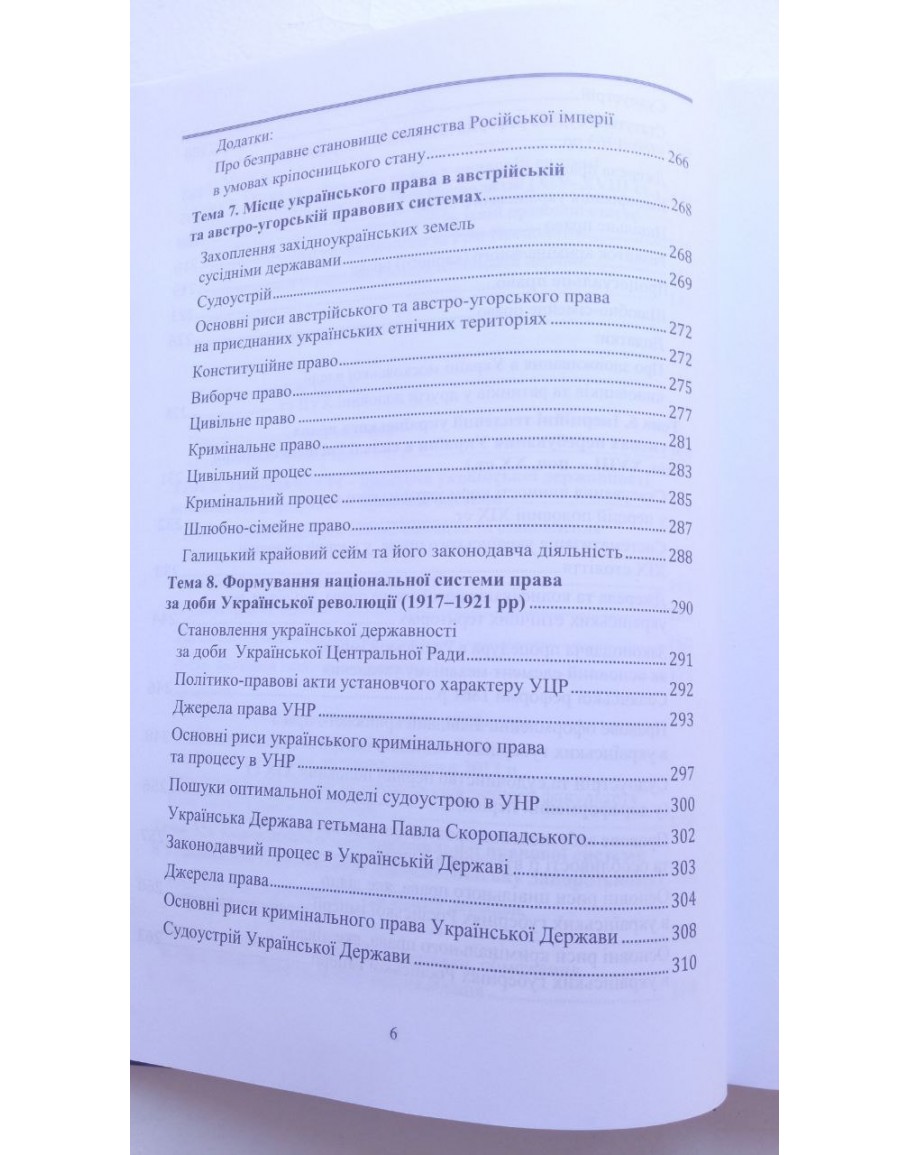 Додатки:
Про безправне становище селянства Російської імперії
в умовах кріпосницького стану.................... 266
Тема 7. Місце українського права в австрійській
та австро-угорській правових системах.................... 268
Захоплення західноукраїнських земель
сусідніми державами.................... 268
Судоустрій.................... 269
Основні риси австрійського та австро-угорського права
на приєднаних українських етнічних територіях.................... 272
Конституційне право.................... 272
Виборче право.................... 275
Цивільне право.................... 277
Кримінальне право.................... 281
Цивільний процес.................... 283
Кримінальний процес.................... 285
Шлюбно-сімейне право.................... 287
Галицький крайовий сейм та його законодавча діяльність.......... 288
Тема 8. Формування національної системи права
за доби Української революції (1917–1921 рр).................... 290
Становлення української державності
за доби Української Центральної Ради.................... 291
Політико-правові акти установчого характеру УЦР.................... 292
Джерела права УНР.................... 293
Основні риси українського кримінального права
та процесу в УНР.................... 297
Пошуки оптимальної моделі судоустрою в УНР.................... 300
Українська Держава гетьмана Павла Скоропадського.................... 302
Законодавчий процес в Українській Державі.................... 303
Джерела права.................... 304
Основні риси кримінального права Української Держави.......... 308
Судоустрій Української Держави.................... 310
6